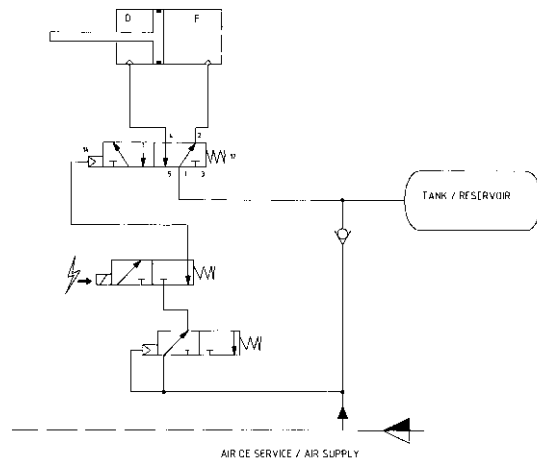 D F
4 2
14 12
5 1 3
TANK / RESERVOIR
AIR DE SERVICE / AIR SUPPLY